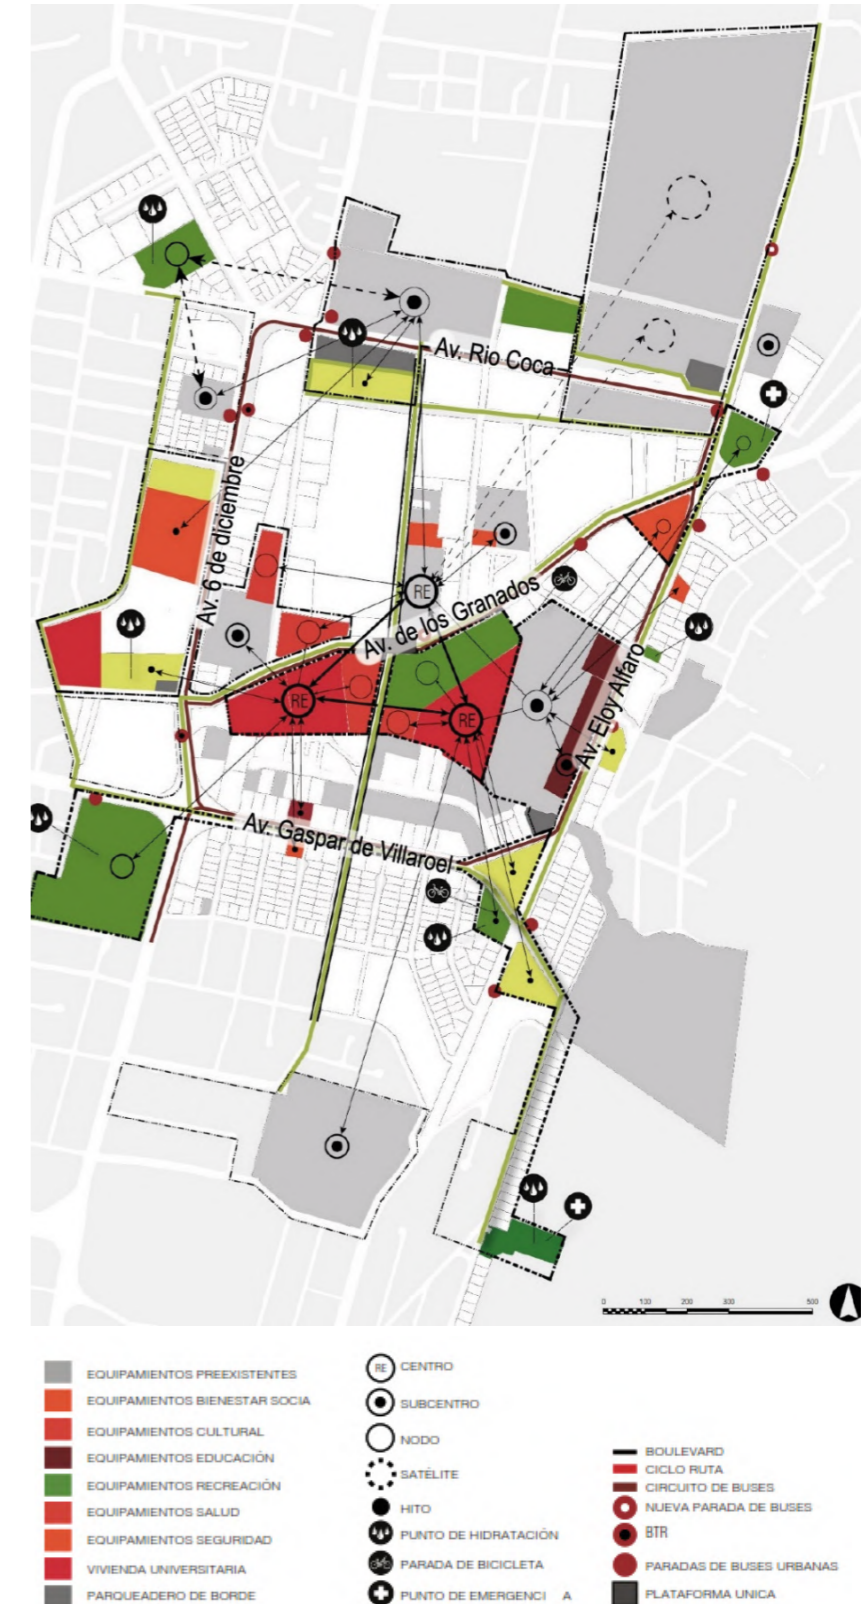 Av. Rio Coca
Av. 6 de diciembre
RE
Av. de los Granados
RE
RE
Av. Eloy Alfaro
Av. Gaspar de Villaroel
0 100 200 300 500
EQUIPAMIENTOS PREEXISTENTES
EQUIPAMIENTOS BIENESTAR SOCIA
EQUIPAMIENTOS CULTURAL
EQUIPAMIENTOS EDUCACIÓN
EQUIPAMIENTOS RECREACIÓN
EQUIPAMIENTOS SALUD
EQUIPAMIENTOS SEGURIDAD
VIVIENDA UNIVERSITARIA
PARQUEADERO DE BORDE
RE CENTRO
SUBCENTRO
NODO
SATÉLITE
HITO
PUNTO DE HIDRATACIÓN
PARADA DE BICICLETA
PUNTO DE EMERGENCI A
BOULEVARD
CICLO RUTA
CIRCUITO DE BUSES
NUEVA PARADA DE BUSES
BTR
PARADAS DE BUSES URBANAS
PLATAFORMA UNICA